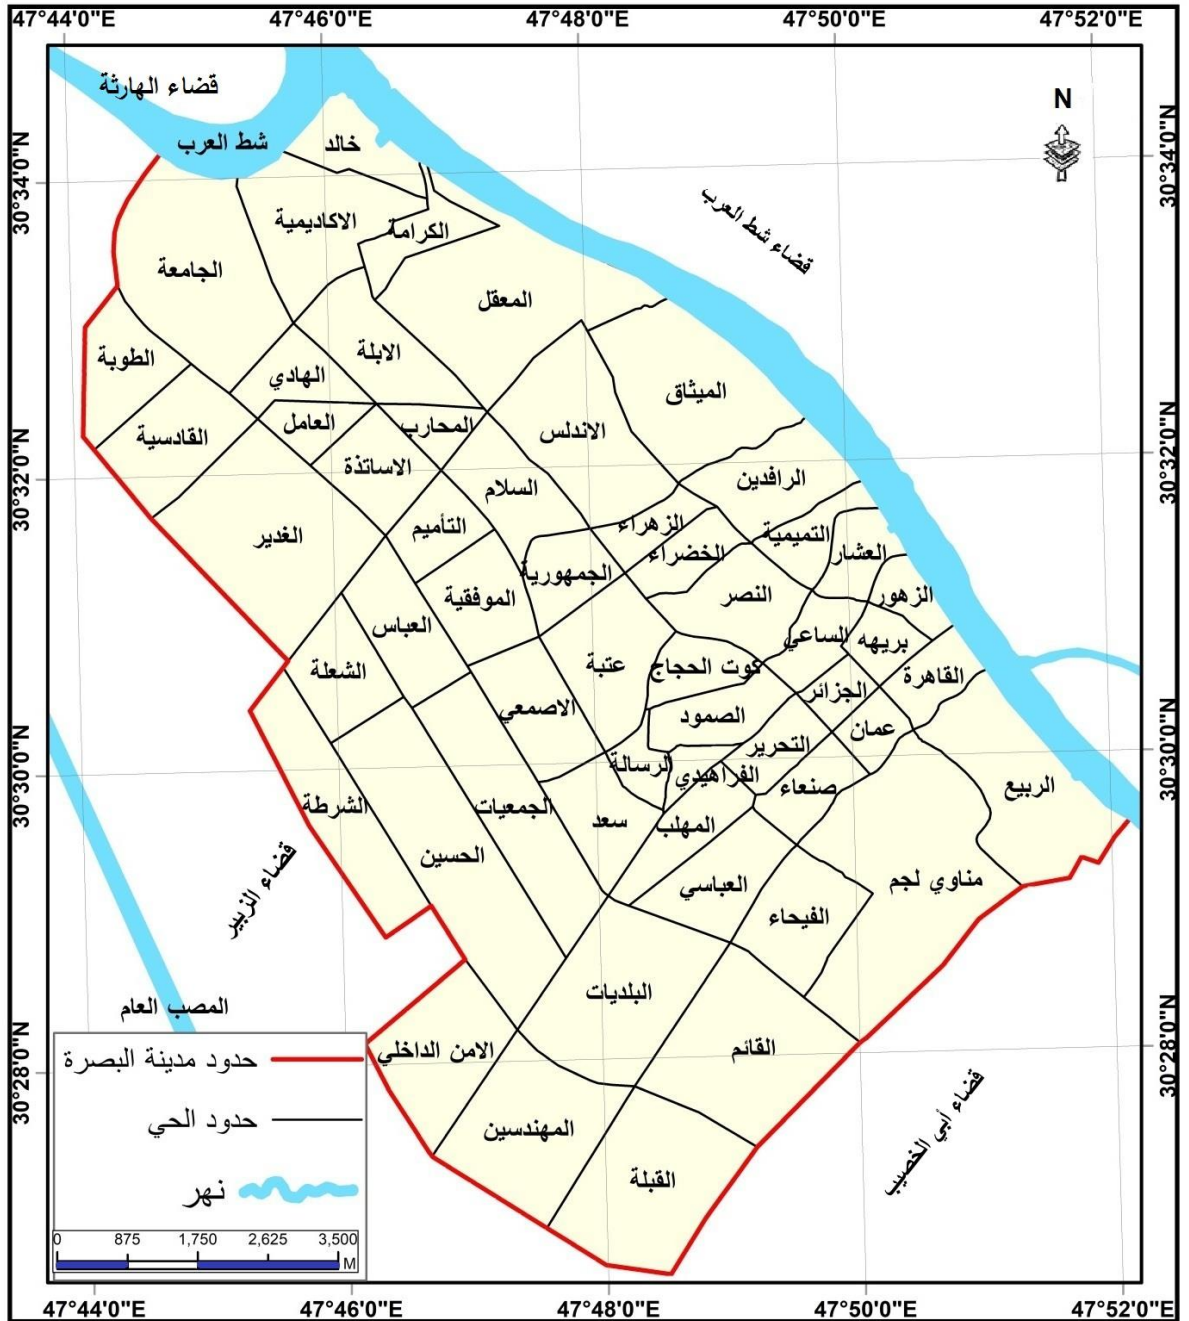 47°44'0"E 47°46'0"E 47°48'0"E 47°50'0"E 47°52'0"E
قضاء الهارثة
N
شط العرب
خالد
30°34'0"N
30°34'0"N
قضاء شط العرب
الاكاديمية
الكرامة
الجامعة
المعقل
الطوبة
الابلة
الهادي
الميثاق
القادسية
العامل
المحارب
الاندلس
30°32'0"N
30°32'0"N
الاساتذة
السلام
الرافدين
الغدير
التأميم
الزهراء
التميمية
الخضراء
العشار
الجمهورية
الموفقية
النصر
الزهور
العباس
الساعي
بريهه
الشعلة
عتبة
كوت الحجاج
القاهرة
الجزائر
الاصمعي
الصمود
عمان
التحرير
30°30'0"N
30°30'0"N
الرسالة
الفراهيدي
صنعاء
الربيع
الشرطة
الجمعيات
سعد
المهلب
الحسين
قضاء الزبير
العباسي
مناوي لجم
الفيحاء
البلديات
المصب العام
القائم
الامن الداخلي
30°28'0"N
30°28'0"N
قضاء أبي الخصيب
المهندسين
القبلة
حدود مدينة البصرة
حدود الحي
نهر
0 875 1,750 2,625 3,500
M
47°44'0"E 47°46'0"E 47°48'0"E 47°50'0"E 47°52'0"E